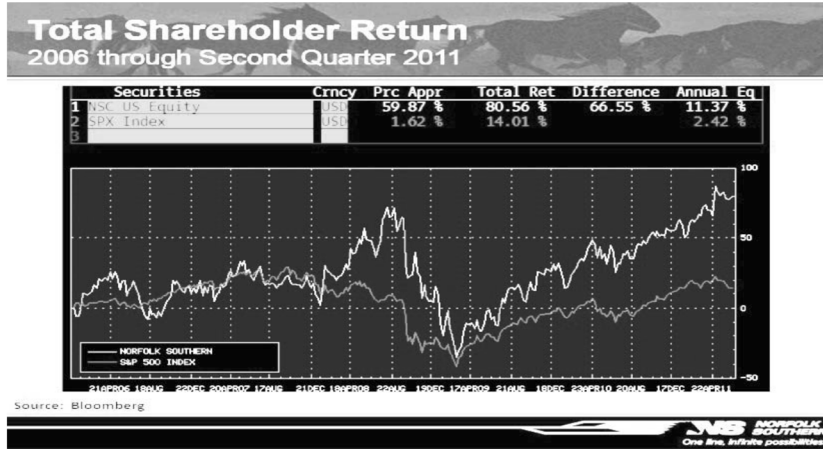 Total Shareholder Return
2006 through Second Quarter 2011
Securities Crncy Prc Appr Total Ret Difference Annual Eq
1 NSC US Equity USD 59.87 % 80.56 % 66.55 % 11.37 %
2 SPX Index USD 1.62 % 14.01 % 2.42 %
3
100
50
0
-50
NORFOLK SOUTHERN
S&P 500 INDEX
21APR06 18AUG 22DEC 20APR07 17AUG 21DEC 18APR08 22AUG 19DEC 17APR09 21AUG 18DEC 23APR10 20AUG 17DEC 22APR11
Source: Bloomberg
NS NORFOLK
SOUTHERN
One line, infinite possibilities